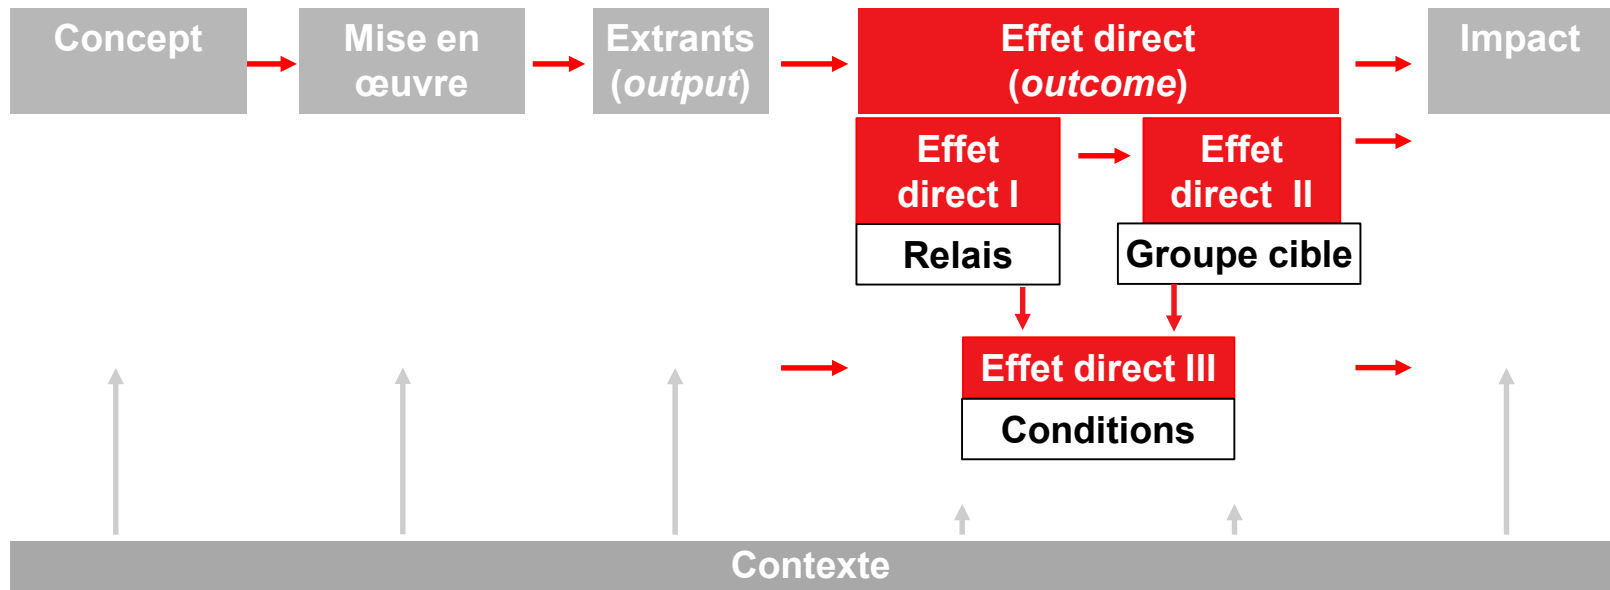 Concept
Mise en
œuvre
Extrants
(output)
Effet direct
(outcome)
Impact
Effet
direct I
Effet
direct  II
Relais
Groupe cible
Effet direct III
Conditions
Contexte